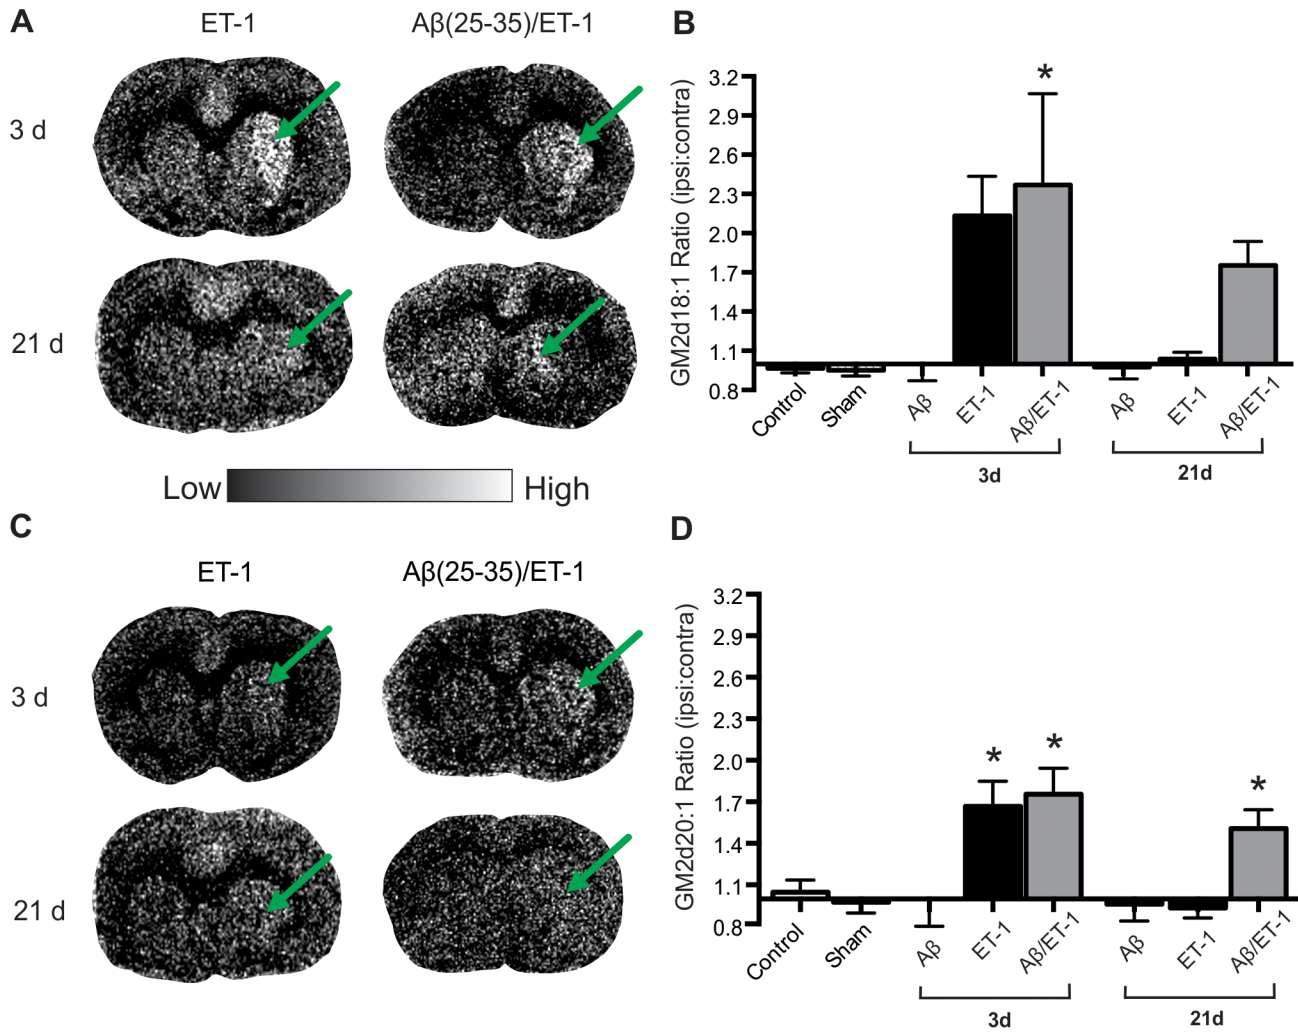 A
ET-1
Aβ(25-35)/ET-1
3 d
21 d
Low
High
B
GM2d18:1 Ratio (ipsi:contra)
3.2
2.9
2.6
2.3
2.0
1.7
1.4
1.1
0.8
*
Control
Sham
Aβ
ET-1
Aβ/ET-1
Aβ
ET-1
Aβ/ET-1
3d
21d
C
ET-1
Aβ(25-35)/ET-1
3 d
21 d
D
GM2d20:1 Ratio (ipsi:contra)
3.2
2.9
2.6
2.3
2.0
1.7
1.4
1.1
0.8
*
*
*
Control
Sham
Aβ
ET-1
Aβ/ET-1
Aβ
ET-1
Aβ/ET-1
3d
21d